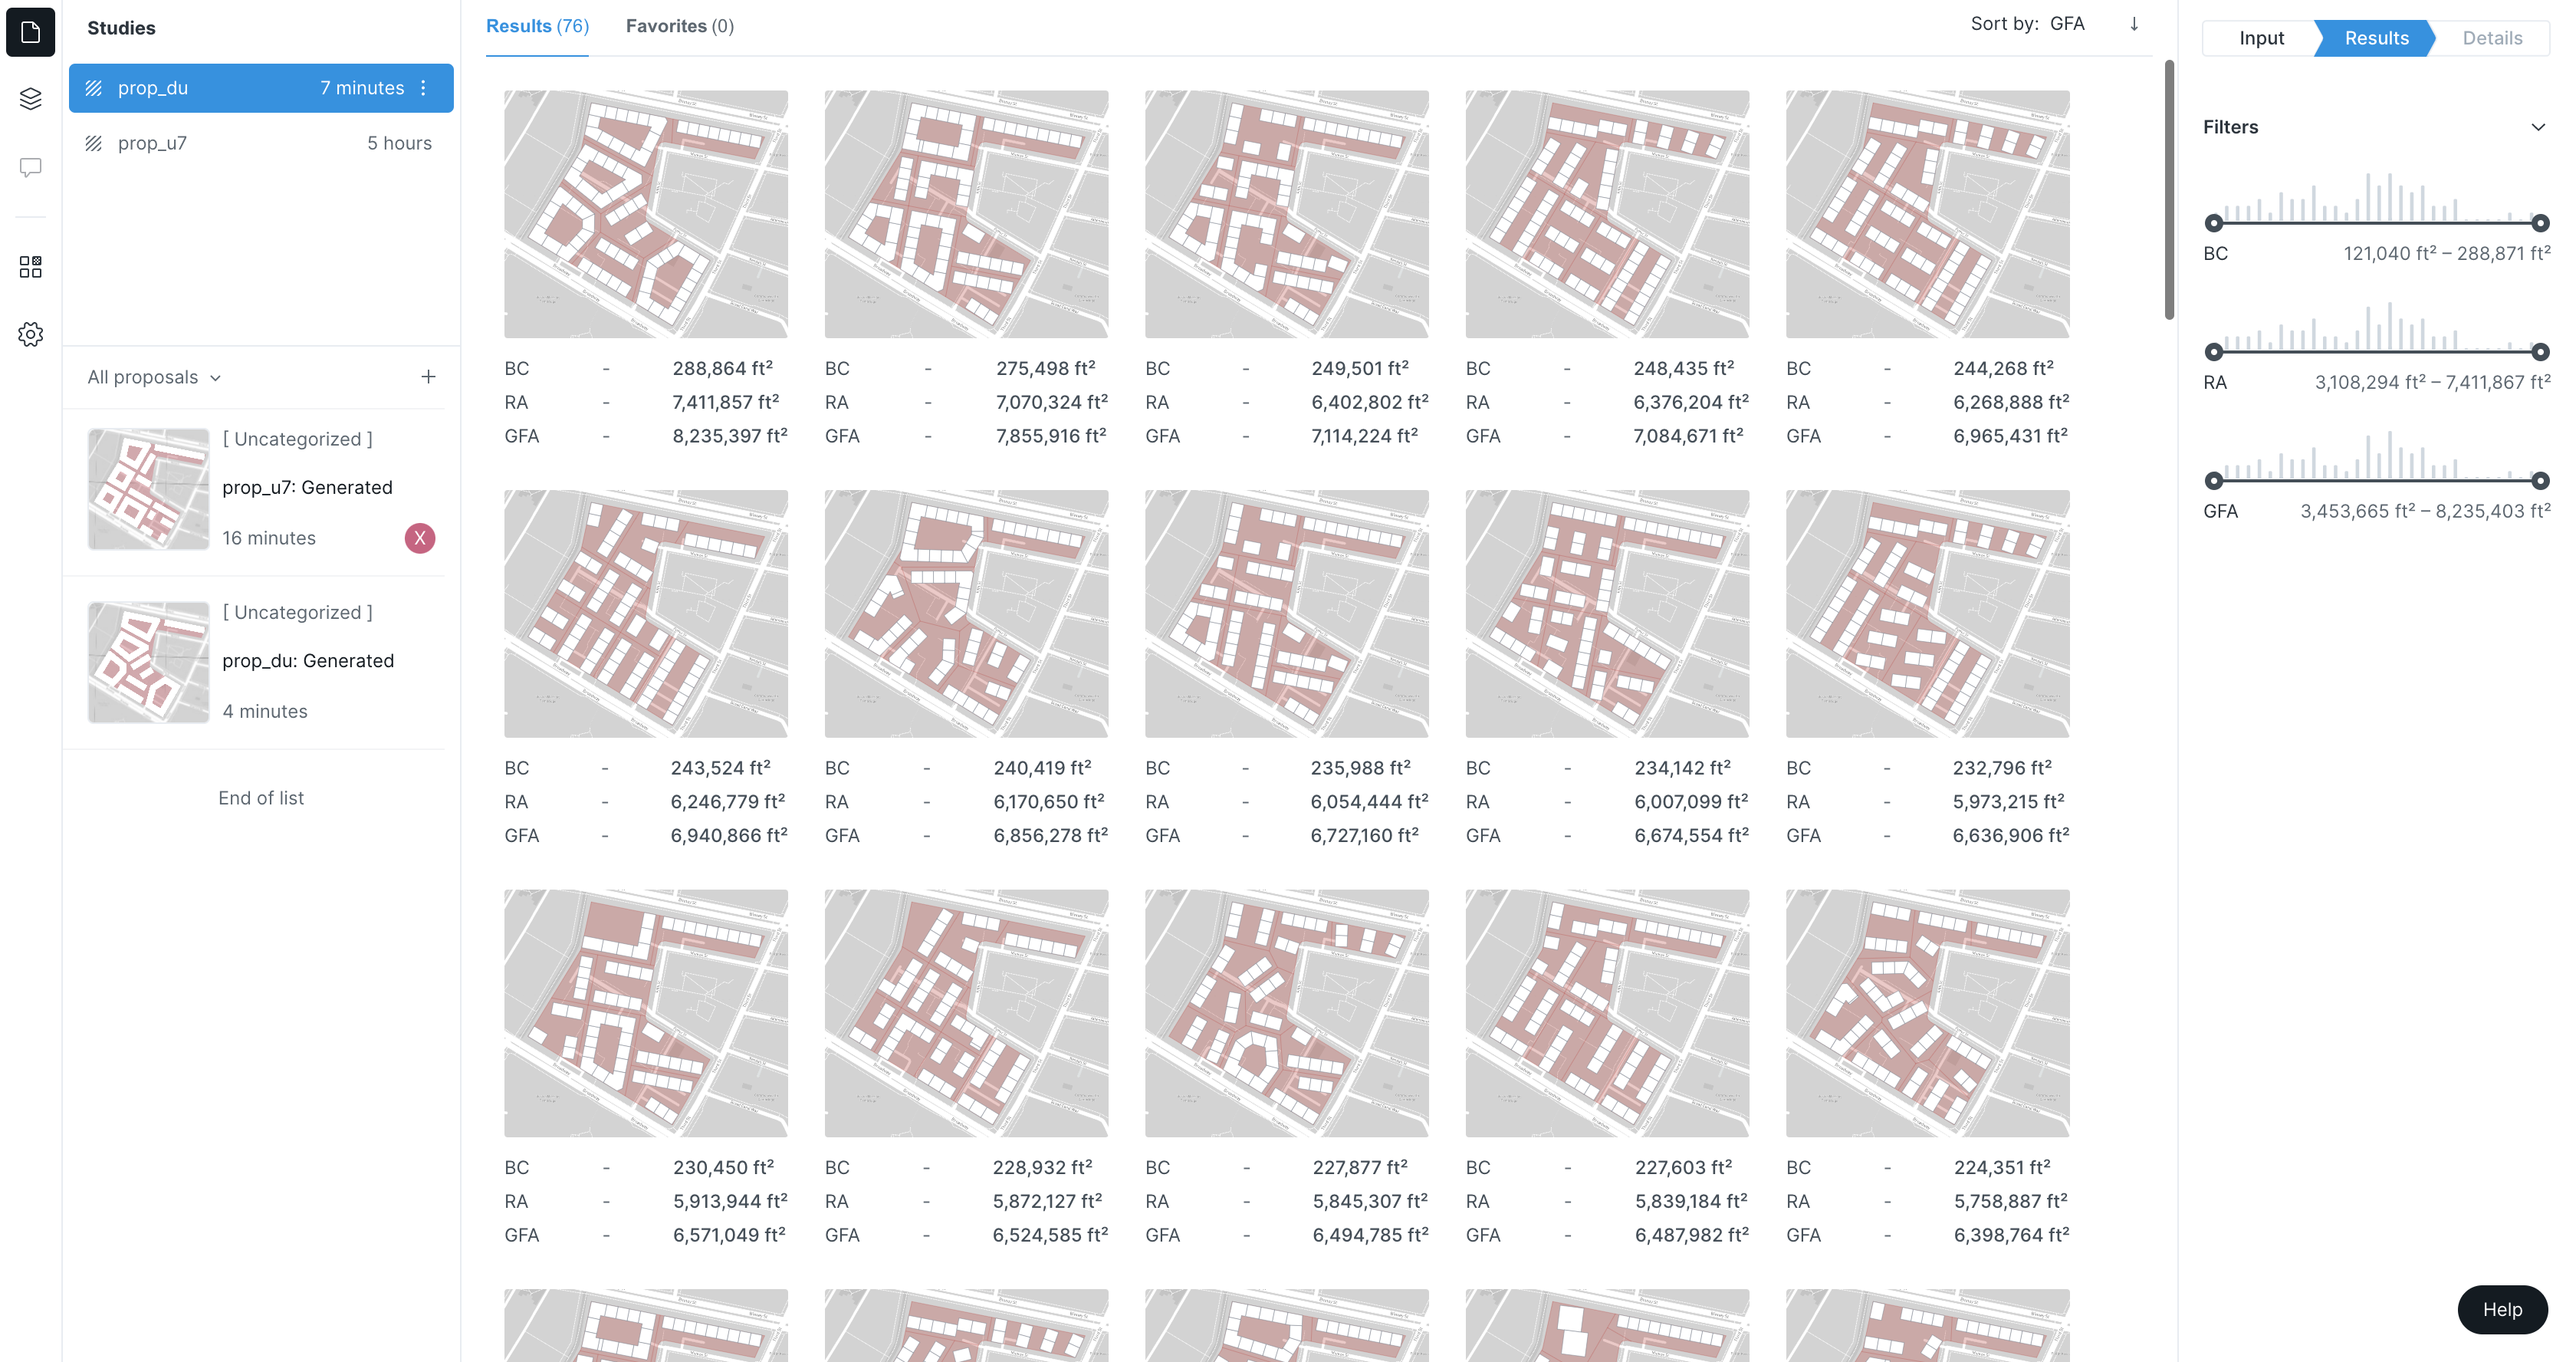 Studies
prop_du 7 minutes
prop_u7 5 hours
All proposals
[ Uncategorized ]
prop_u7: Generated
16 minutes X
[ Uncategorized ]
prop_du: Generated
4 minutes
End of list
Results (76) Favorites (0) Sort by: GFA ↓
BC - 288,864 ft² BC - 275,498 ft² BC - 249,501 ft² BC - 248,435 ft² BC - 244,268 ft²
RA - 7,411,857 ft² RA - 7,070,324 ft² RA - 6,402,802 ft² RA - 6,376,204 ft² RA - 6,268,888 ft²
GFA - 8,235,397 ft² GFA - 7,855,916 ft² GFA - 7,114,224 ft² GFA - 7,084,671 ft² GFA - 6,965,431 ft²
BC - 243,524 ft² BC - 240,419 ft² BC - 235,988 ft² BC - 234,142 ft² BC - 232,796 ft²
RA - 6,246,779 ft² RA - 6,170,650 ft² RA - 6,054,444 ft² RA - 6,007,099 ft² RA - 5,973,215 ft²
GFA - 6,940,866 ft² GFA - 6,856,278 ft² GFA - 6,727,160 ft² GFA - 6,674,554 ft² GFA - 6,636,906 ft²
BC - 230,450 ft² BC - 228,932 ft² BC - 227,877 ft² BC - 227,603 ft² BC - 224,351 ft²
RA - 5,913,944 ft² RA - 5,872,127 ft² RA - 5,845,307 ft² RA - 5,839,184 ft² RA - 5,758,887 ft²
GFA - 6,571,049 ft² GFA - 6,524,585 ft² GFA - 6,494,785 ft² GFA - 6,487,982 ft² GFA - 6,398,764 ft²
Input Results Details
Filters
BC 121,040 ft² – 288,871 ft²
RA 3,108,294 ft² – 7,411,867 ft²
GFA 3,453,665 ft² – 8,235,403 ft²
Help